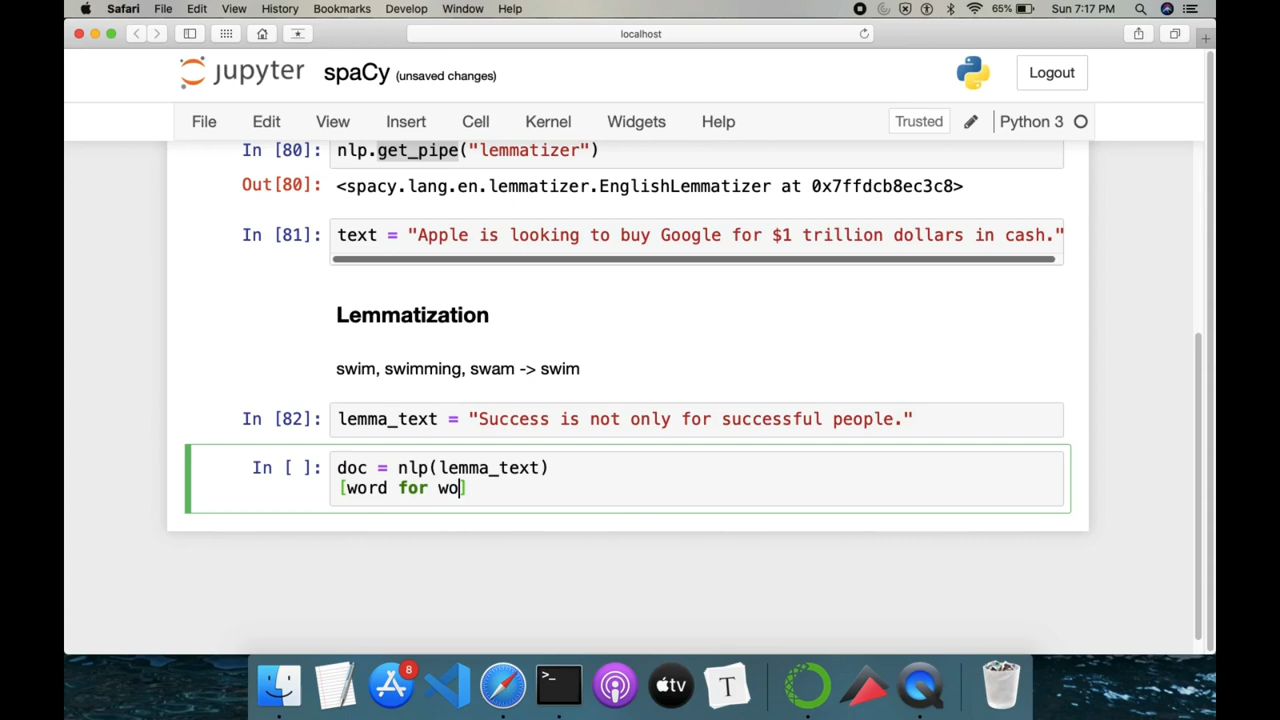 Safari File Edit View History Bookmarks Develop Window Help 65% Sun 7:17 PM
localhost
jupyter spaCy (unsaved changes) Logout
File Edit View Insert Cell Kernel Widgets Help Trusted Python 3
In [80]: nlp.get_pipe("lemmatizer")
Out[80]: <spacy.lang.en.lemmatizer.EnglishLemmatizer at 0x7ffdcb8ec3c8>
In [81]: text = "Apple is looking to buy Google for $1 trillion dollars in cash."
Lemmatization
swim, swimming, swam -> swim
In [82]: lemma_text = "Success is not only for successful people."
In [ ]: doc = nlp(lemma_text)
[word for wo]
8
>_
tv
T